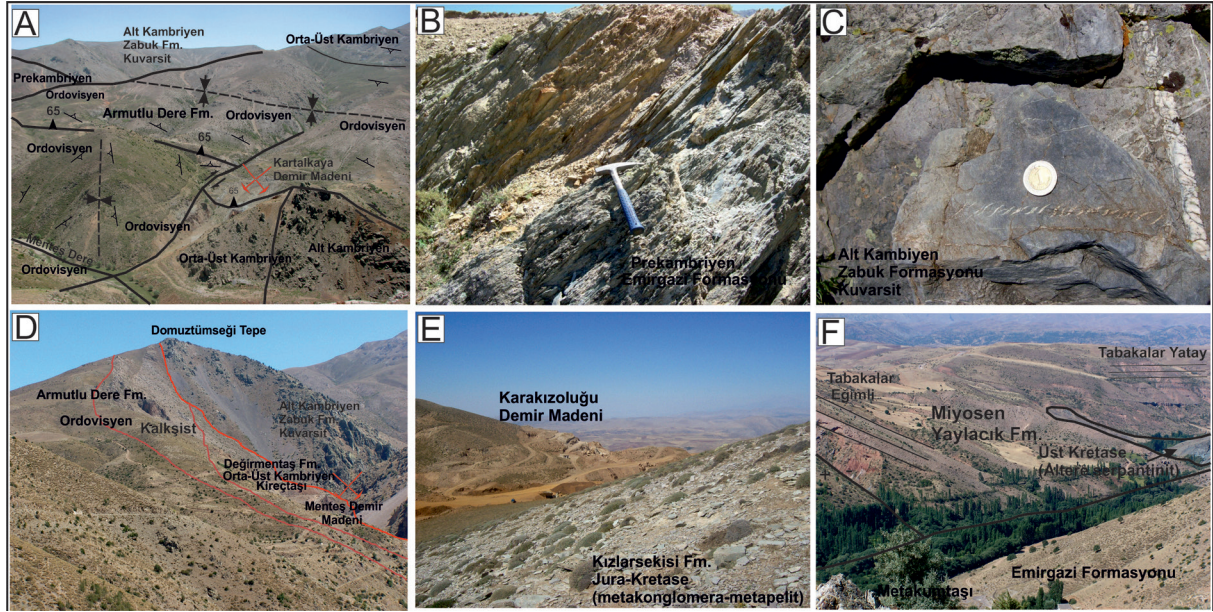 A
Alt Kambriyen
Zabuk Fm.
Kuvarsit
Orta-Üst Kambriyen
Prekambriyen
Ordovisyen
Armutlu Dere Fm.
Ordovisyen
Ordovisyen
65
Ordovisyen
65
Kartalkaya
Demir Madeni
65
Ordovisyen
Menteş Dere
Ordovisyen
Orta-Üst Kambriyen
Alt Kambriyen
B
Prekambriyen
Emirgazi Formasyonu
C
Alt Kambiyen
Zabuk Formasyonu
Kuvarsit
D
Domuztümseği Tepe
Armutlu Dere Fm.
Ordovisyen
Kalkşist
Alt Kambriyen
Zabuk Fm.
Kuvarsit
Değirmentaş Fm.
Orta-Üst Kambriyen
Kireçtaşı
Menteş Demir
Madeni
E
Karakızoluğu
Demir Madeni
Kızlarsekisi Fm.
Jura-Kretase
(metakonglomera-metapelit)
F
Tabakalar Yatay
Tabakalar
Eğimli
Miyosen
Yaylacık Fm.
Üst Kretase
(Altere serpantinit)
Emirgazi Formasyonu
Metakumtaşı